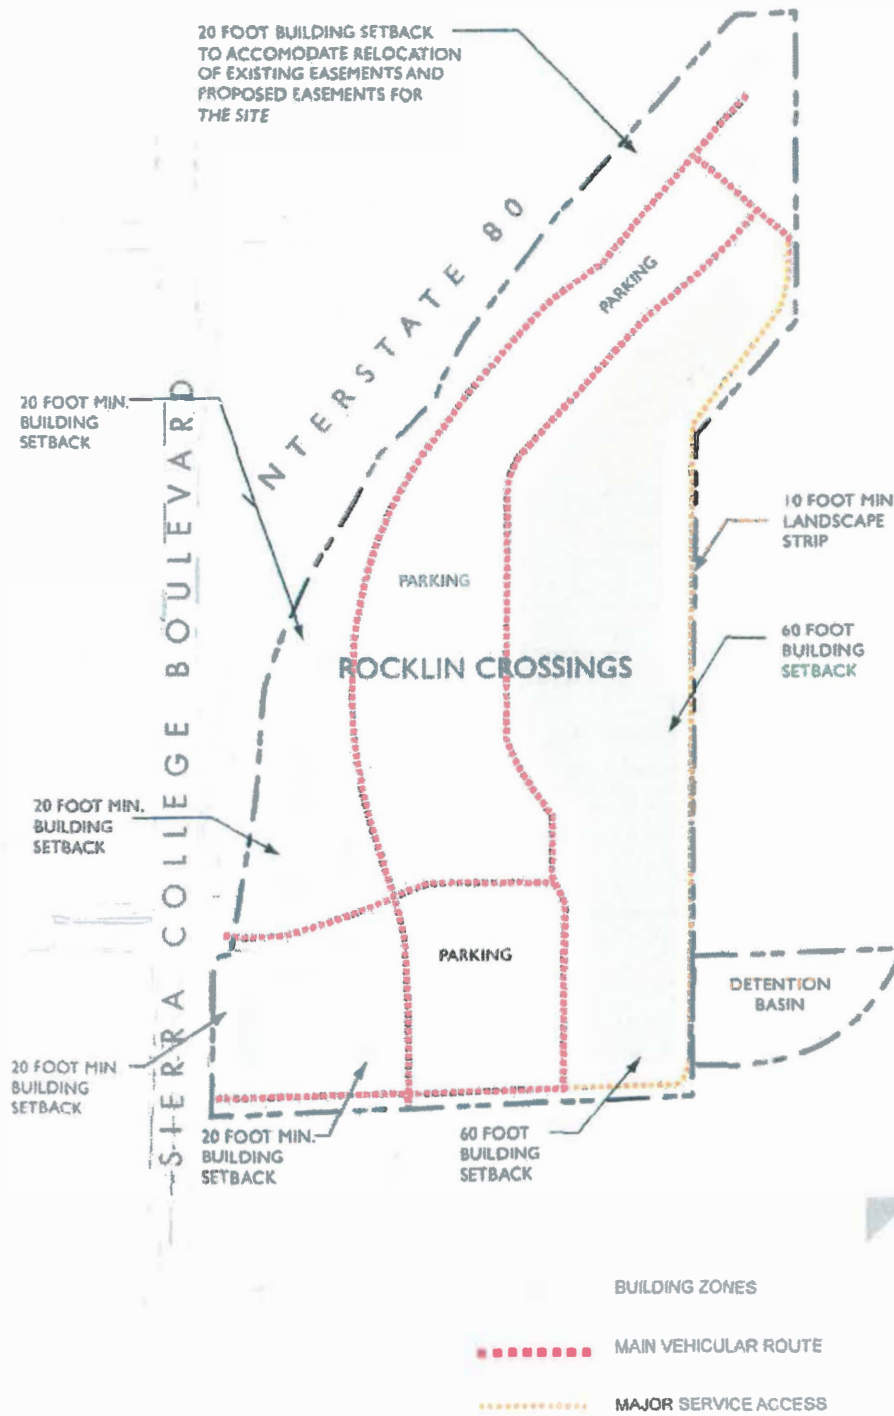 20 FOOT BUILDING SETBACK
TO ACCOMODATE RELOCATION
OF EXISTING EASEMENTS AND
PROPOSED EASEMENTS FOR
THE SITE
INTERSTATE 80
PARKING
20 FOOT MIN.
BUILDING
SETBACK
SIERRA COLLEGE BOULEVARD
10 FOOT MIN
LANDSCAPE
STRIP
PARKING
60 FOOT
BUILDING
SETBACK
ROCKLIN CROSSINGS
20 FOOT MIN.
BUILDING
SETBACK
PARKING
DETENTION
BASIN
20 FOOT MIN
BUILDING
SETBACK
20 FOOT MIN.
BUILDING
SETBACK
60 FOOT
BUILDING
SETBACK
BUILDING ZONES
MAIN VEHICULAR ROUTE
MAJOR SERVICE ACCESS